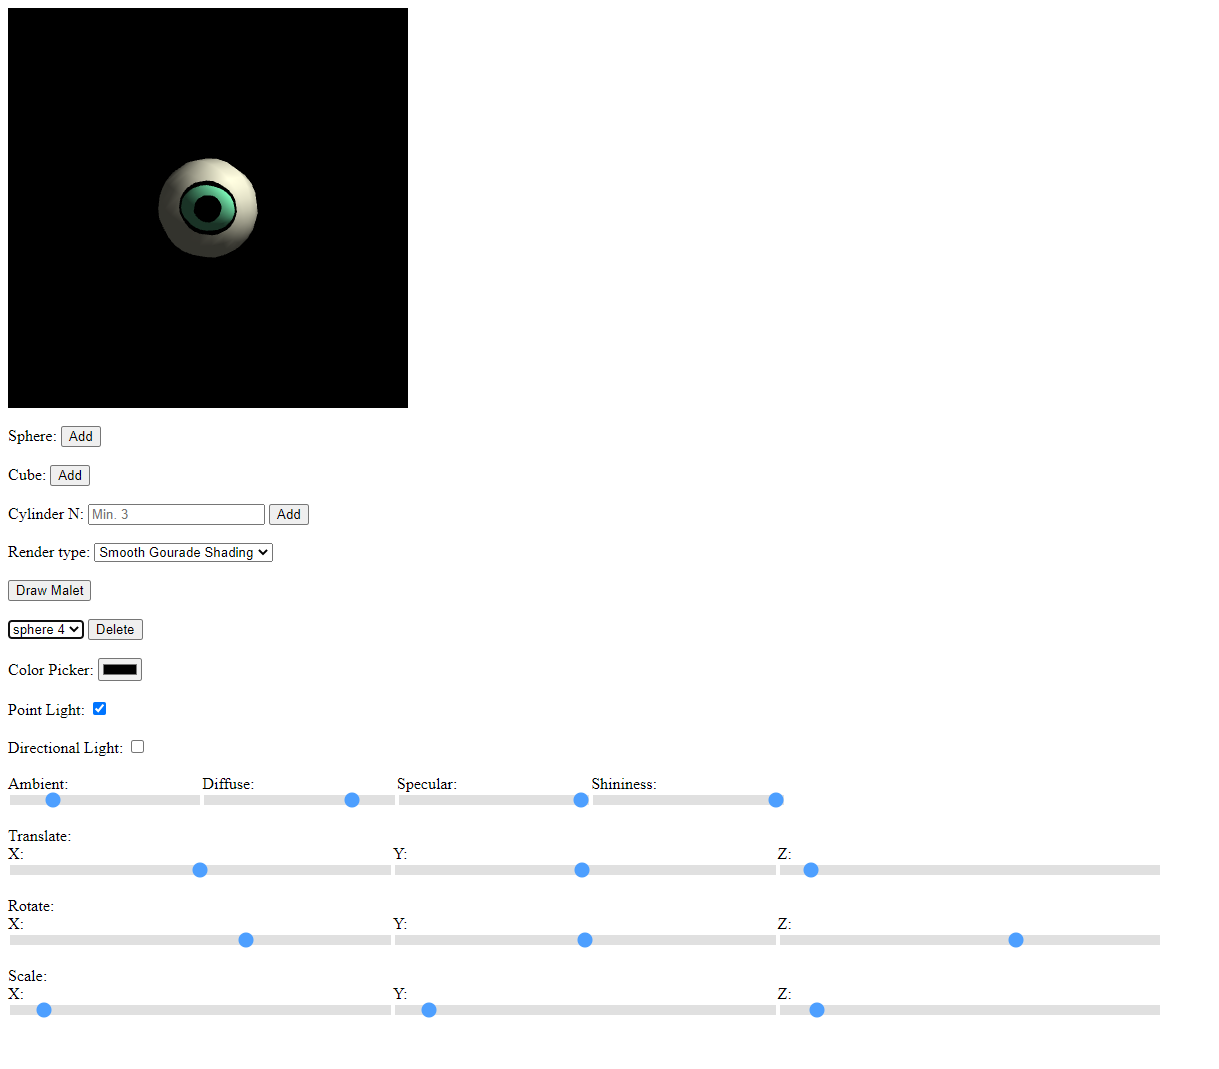 Sphere: Add
Cube: Add
Cylinder N: Min. 3 Add
Render type: Smooth Gourade Shading
Draw Malet
sphere 4 Delete
Color Picker:
Point Light:
Directional Light:
Ambient: Diffuse: Specular: Shininess:
Translate:
X: Y: Z:
Rotate:
X: Y: Z:
Scale:
X: Y: Z: